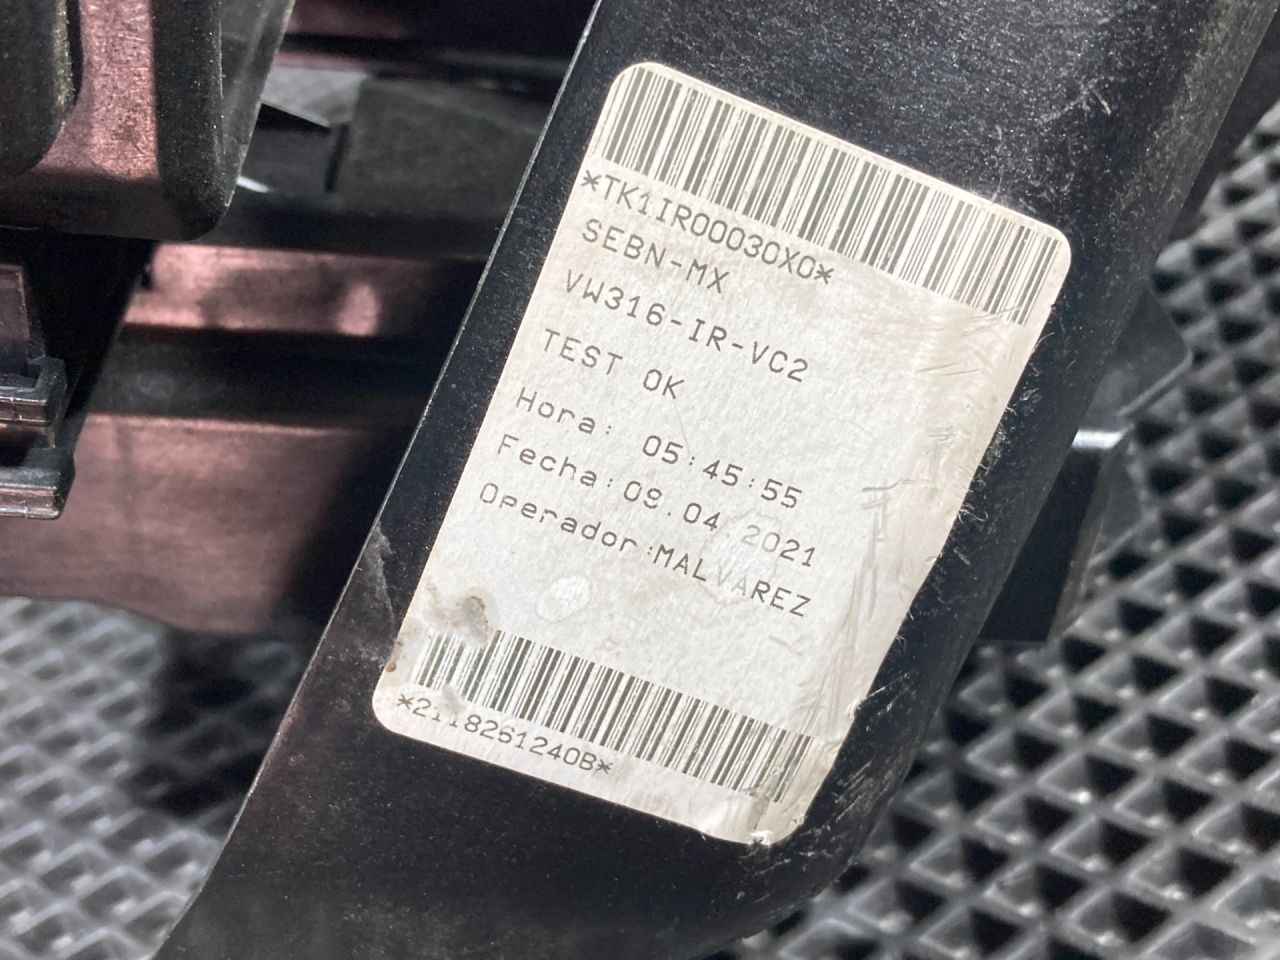 *TK1IR00030X0*
SEBN-MX
VW316-IR-VC2
TEST OK
Hora: 05:45:55
Fecha:09.04.2021
Operador:MALVAREZ
*2118261240B*